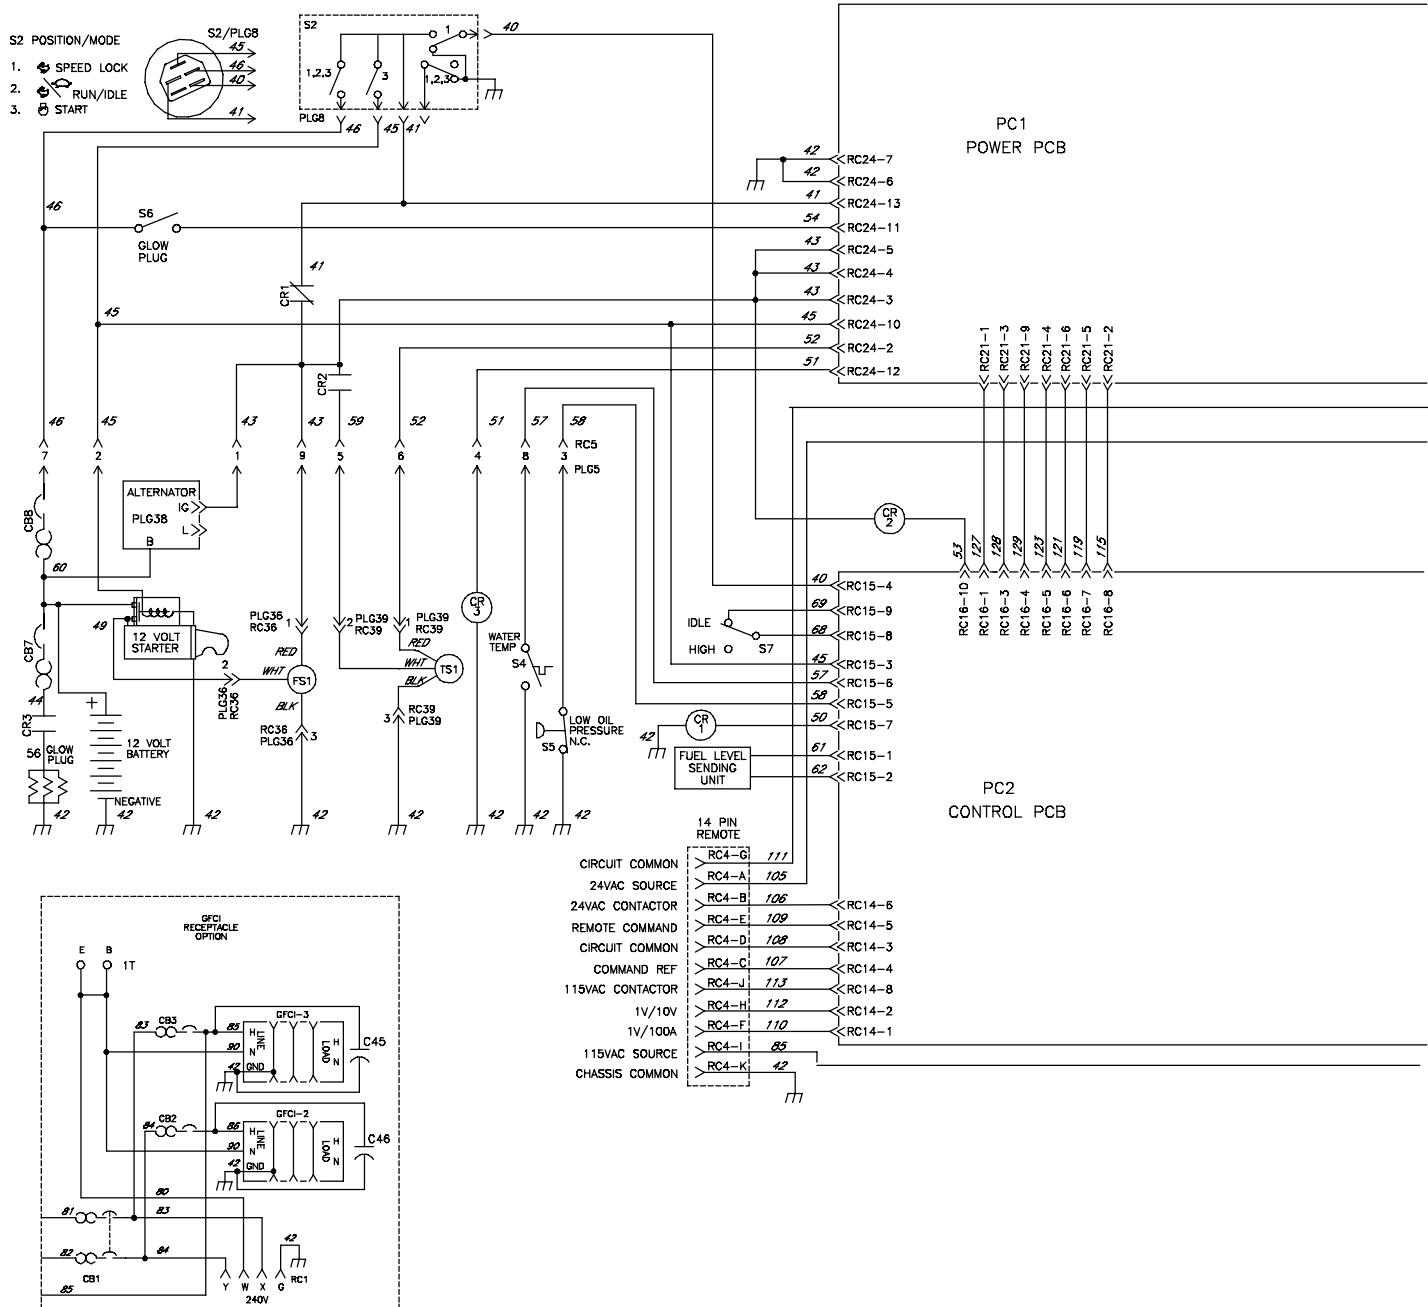 S2 POSITION/MODE
1. SPEED LOCK
2. RUN/IDLE
3. START
S2/PLG8
45
46
40
41
S2
1
40
1,2,3
3
1,2,3
PLG8
46
45
41
PC1
POWER PCB
42
RC24-7
42
RC24-6
41
RC24-13
54
RC24-11
43
RC24-5
43
RC24-4
43
RC24-3
45
RC24-10
52
RC24-2
51
RC24-12
46
S6
GLOW
PLUG
41
CR1
45
CR2
RC21-1
RC21-3
RC21-9
RC21-4
RC21-6
RC21-5
RC21-2
46
45
43
43
59
52
51
57
58
RC5
7
2
1
9
5
6
4
8
3
PLG5
CB8
ALTERNATOR
IG
PLG38
L
B
60
CR
2
53
127
128
129
123
121
119
115
RC16-10
RC16-1
RC16-3
RC16-4
RC16-5
RC16-6
RC16-7
RC16-8
40
RC15-4
69
RC15-9
68
RC15-8
45
RC15-3
57
RC15-6
58
RC15-5
50
RC15-7
61
RC15-1
62
RC15-2
IDLE
HIGH
S7
49
12 VOLT
STARTER
CB7
PLG36
RC36
1
RED
2
WHT
PLG36
RC36
FS1
BLK
RC36
PLG36
3
2
PLG39
RC39
1
PLG39
RC39
RED
WHT
BLK
TS1
3
RC39
PLG39
CR
3
WATER
TEMP
S4
LOW OIL
PRESSURE
N.C.
S5
CR
1
42
FUEL LEVEL
SENDING
UNIT
44
CR3
56
GLOW
PLUG
+
12 VOLT
BATTERY
NEGATIVE
42
42
42
42
42
42
42
42
PC2
CONTROL PCB
14 PIN
REMOTE
CIRCUIT COMMON
RC4-G
111
24VAC SOURCE
RC4-A
105
24VAC CONTACTOR
RC4-B
106
RC14-6
REMOTE COMMAND
RC4-E
109
RC14-5
CIRCUIT COMMON
RC4-D
108
RC14-3
COMMAND REF
RC4-C
107
RC14-4
115VAC CONTACTOR
RC4-J
113
RC14-8
1V/10V
RC4-H
112
RC14-2
1V/100A
RC4-F
110
RC14-1
115VAC SOURCE
RC4-I
85
CHASSIS COMMON
RC4-K
42
GFCI
RECEPTACLE
OPTION
E
B
1T
83
CB3
85
90
42
GFCI-3
H
N
GND
LINE
LOAD
H
N
C45
84
CB2
86
90
42
GFCI-2
H
N
GND
LINE
LOAD
H
N
C46
80
81
83
82
84
CB1
85
42
Y
W
X
G
RC1
240V